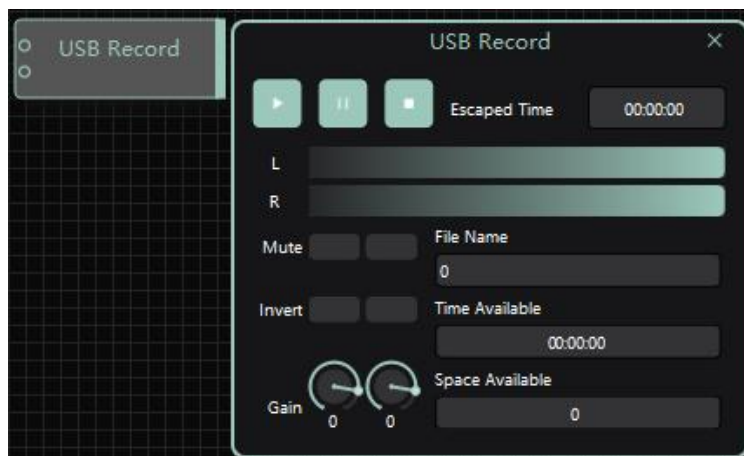 USB Record
USB Record
Escaped Time
00:00:00
L
R
Mute
File Name
0
Invert
Time Available
00:00:00
Gain
0
0
Space Available
0